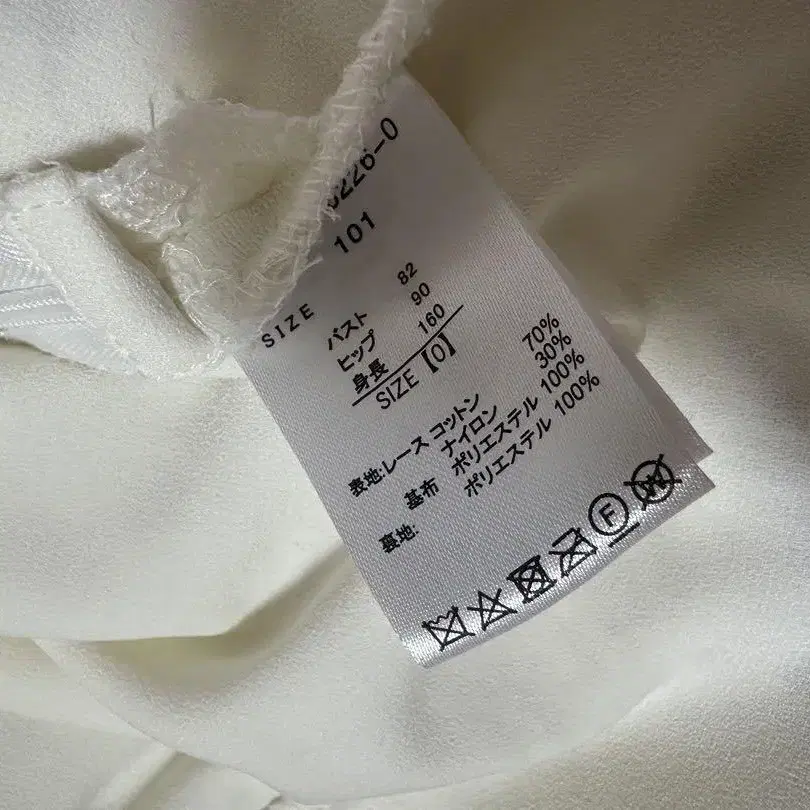 226-0
101
SIZE
バスト 82
ヒップ 90
身長 160
SIZE【0】
表地:レース コットン 70%
ナイロン 30%
基布 ポリエステル 100%
裏地: ポリエステル 100%
F
W